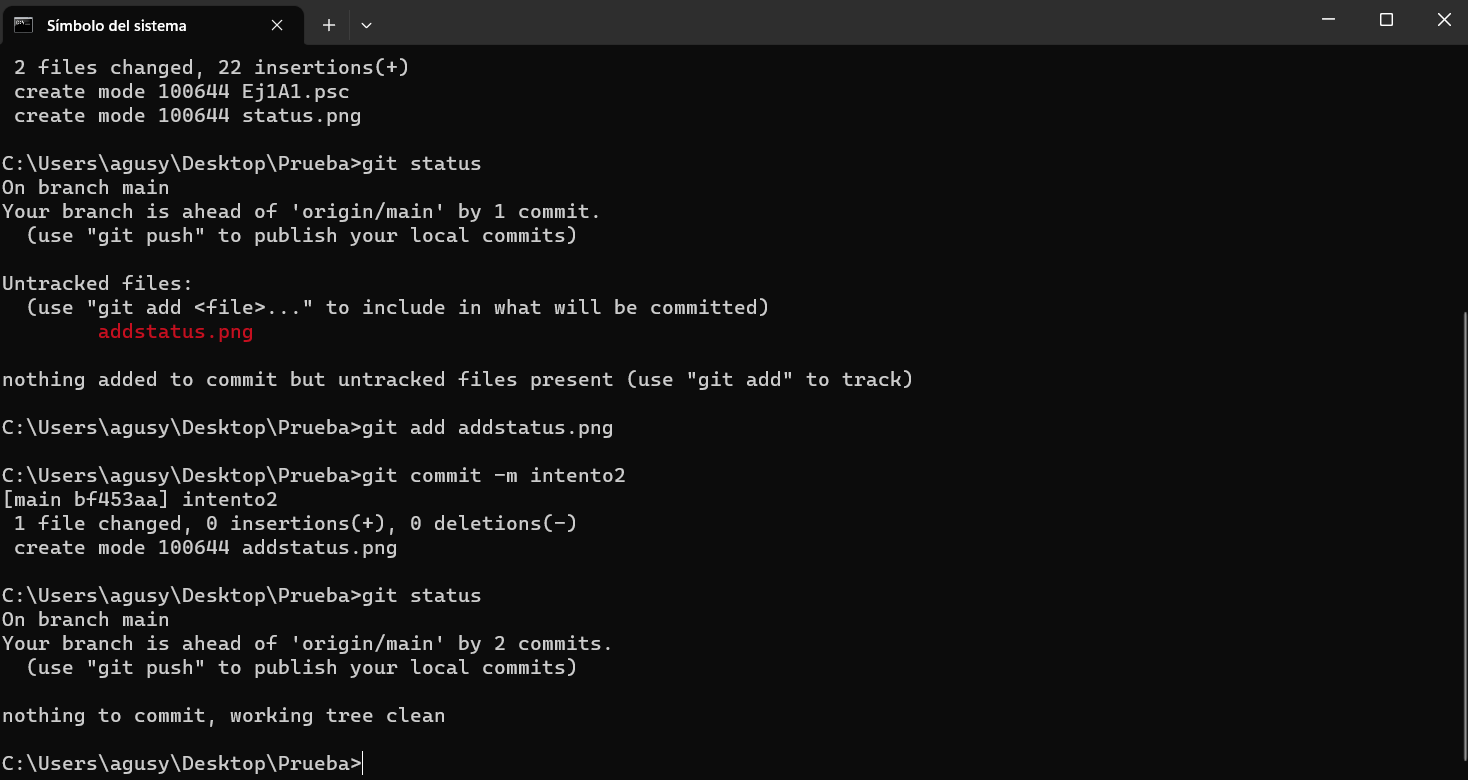 Símbolo del sistema
2 files changed, 22 insertions(+)
create mode 100644 Ej1A1.psc
create mode 100644 status.png
C:\Users\agusy\Desktop\Prueba>git status
On branch main
Your branch is ahead of 'origin/main' by 1 commit.
(use "git push" to publish your local commits)
Untracked files:
(use "git add <file>..." to include in what will be committed)
addstatus.png
nothing added to commit but untracked files present (use "git add" to track)
C:\Users\agusy\Desktop\Prueba>git add addstatus.png
C:\Users\agusy\Desktop\Prueba>git commit -m intento2
[main bf453aa] intento2
1 file changed, 0 insertions(+), 0 deletions(-)
create mode 100644 addstatus.png
C:\Users\agusy\Desktop\Prueba>git status
On branch main
Your branch is ahead of 'origin/main' by 2 commits.
(use "git push" to publish your local commits)
nothing to commit, working tree clean
C:\Users\agusy\Desktop\Prueba>